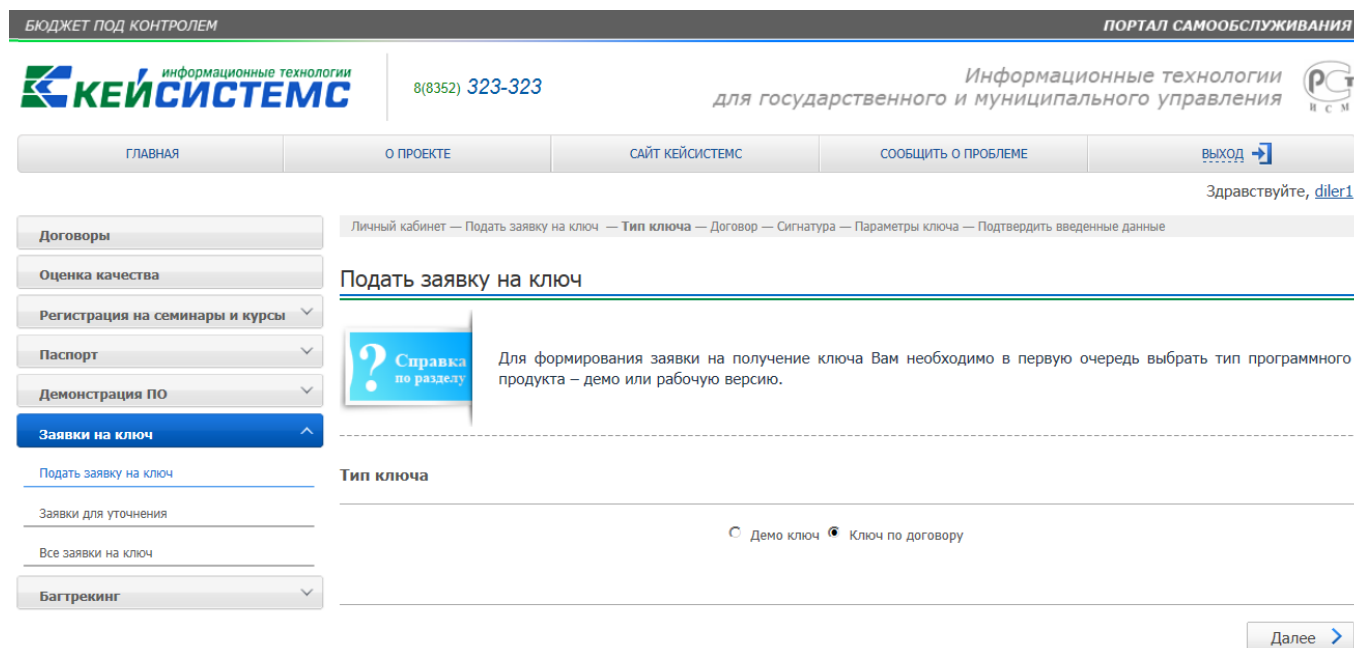 БЮДЖЕТ ПОД КОНТРОЛЕМ
ПОРТАЛ САМООБСЛУЖИВАНИЯ
информационные технологии
КЕЙСИСТЕМС
8(8352) 323-323
Информационные технологии
для государственного и муниципального управления
РСТ
ИСМ
ГЛАВНАЯ
О ПРОЕКТЕ
САЙТ КЕЙСИСТЕМС
СООБЩИТЬ О ПРОБЛЕМЕ
ВЫХОД
Здравствуйте, diler1
Договоры
Оценка качества
Регистрация на семинары и курсы
Паспорт
Демонстрация ПО
Заявки на ключ
Подать заявку на ключ
Заявки для уточнения
Все заявки на ключ
Багтрекинг
Личный кабинет — Подать заявку на ключ — Тип ключа — Договор — Сигнатура — Параметры ключа — Подтвердить введенные данные
Подать заявку на ключ
? Справка
по разделу
Для формирования заявки на получение ключа Вам необходимо в первую очередь выбрать тип программного
продукта – демо или рабочую версию.
Тип ключа
Демо ключ Ключ по договору
Далее